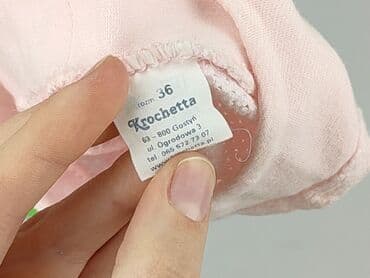 rozm. 36
Krochetta
63 - 800 Gostyń
ul. Ogrodowa 3
tel. 065 572 73 07